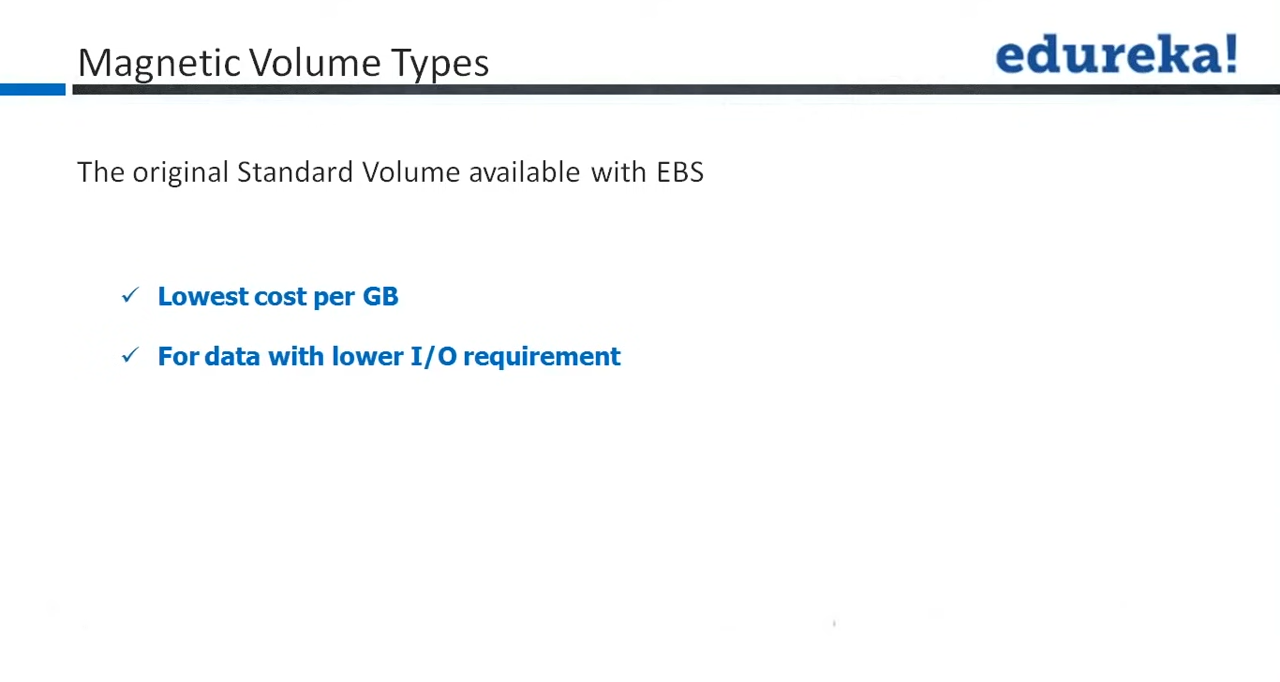 Magnetic Volume Types
edureka!
The original Standard Volume available with EBS
✓ Lowest cost per GB
✓ For data with lower I/O requirement